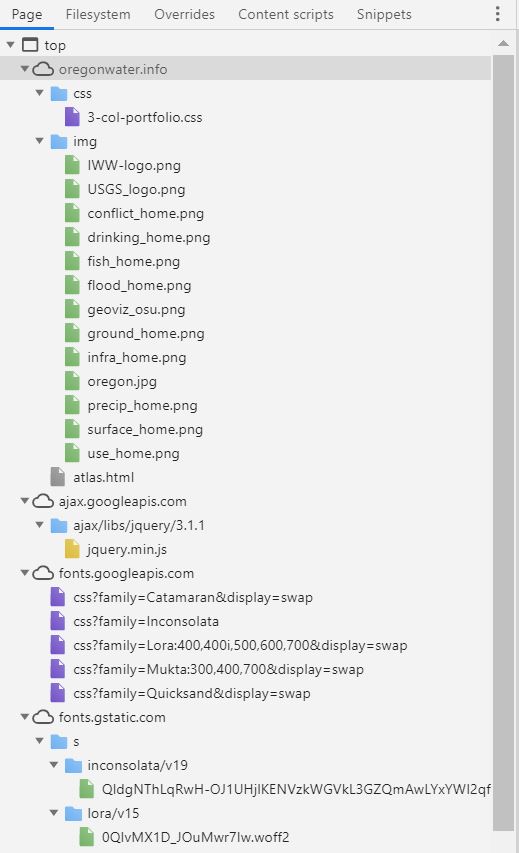 Page Filesystem Overrides Content scripts Snippets
top
oregonwater.info
css
3-col-portfolio.css
img
IWW-logo.png
USGS_logo.png
conflict_home.png
drinking_home.png
fish_home.png
flood_home.png
geoviz_osu.png
ground_home.png
infra_home.png
oregon.jpg
precip_home.png
surface_home.png
use_home.png
atlas.html
ajax.googleapis.com
ajax/libs/jquery/3.1.1
jquery.min.js
fonts.googleapis.com
css?family=Catamaran&display=swap
css?family=Inconsolata
css?family=Lora:400,400i,500,600,700&display=swap
css?family=Mukta:300,400,700&display=swap
css?family=Quicksand&display=swap
fonts.gstatic.com
s
inconsolata/v19
lora/v15
0QIvMX1D_JOuMwr7Iw.woff2